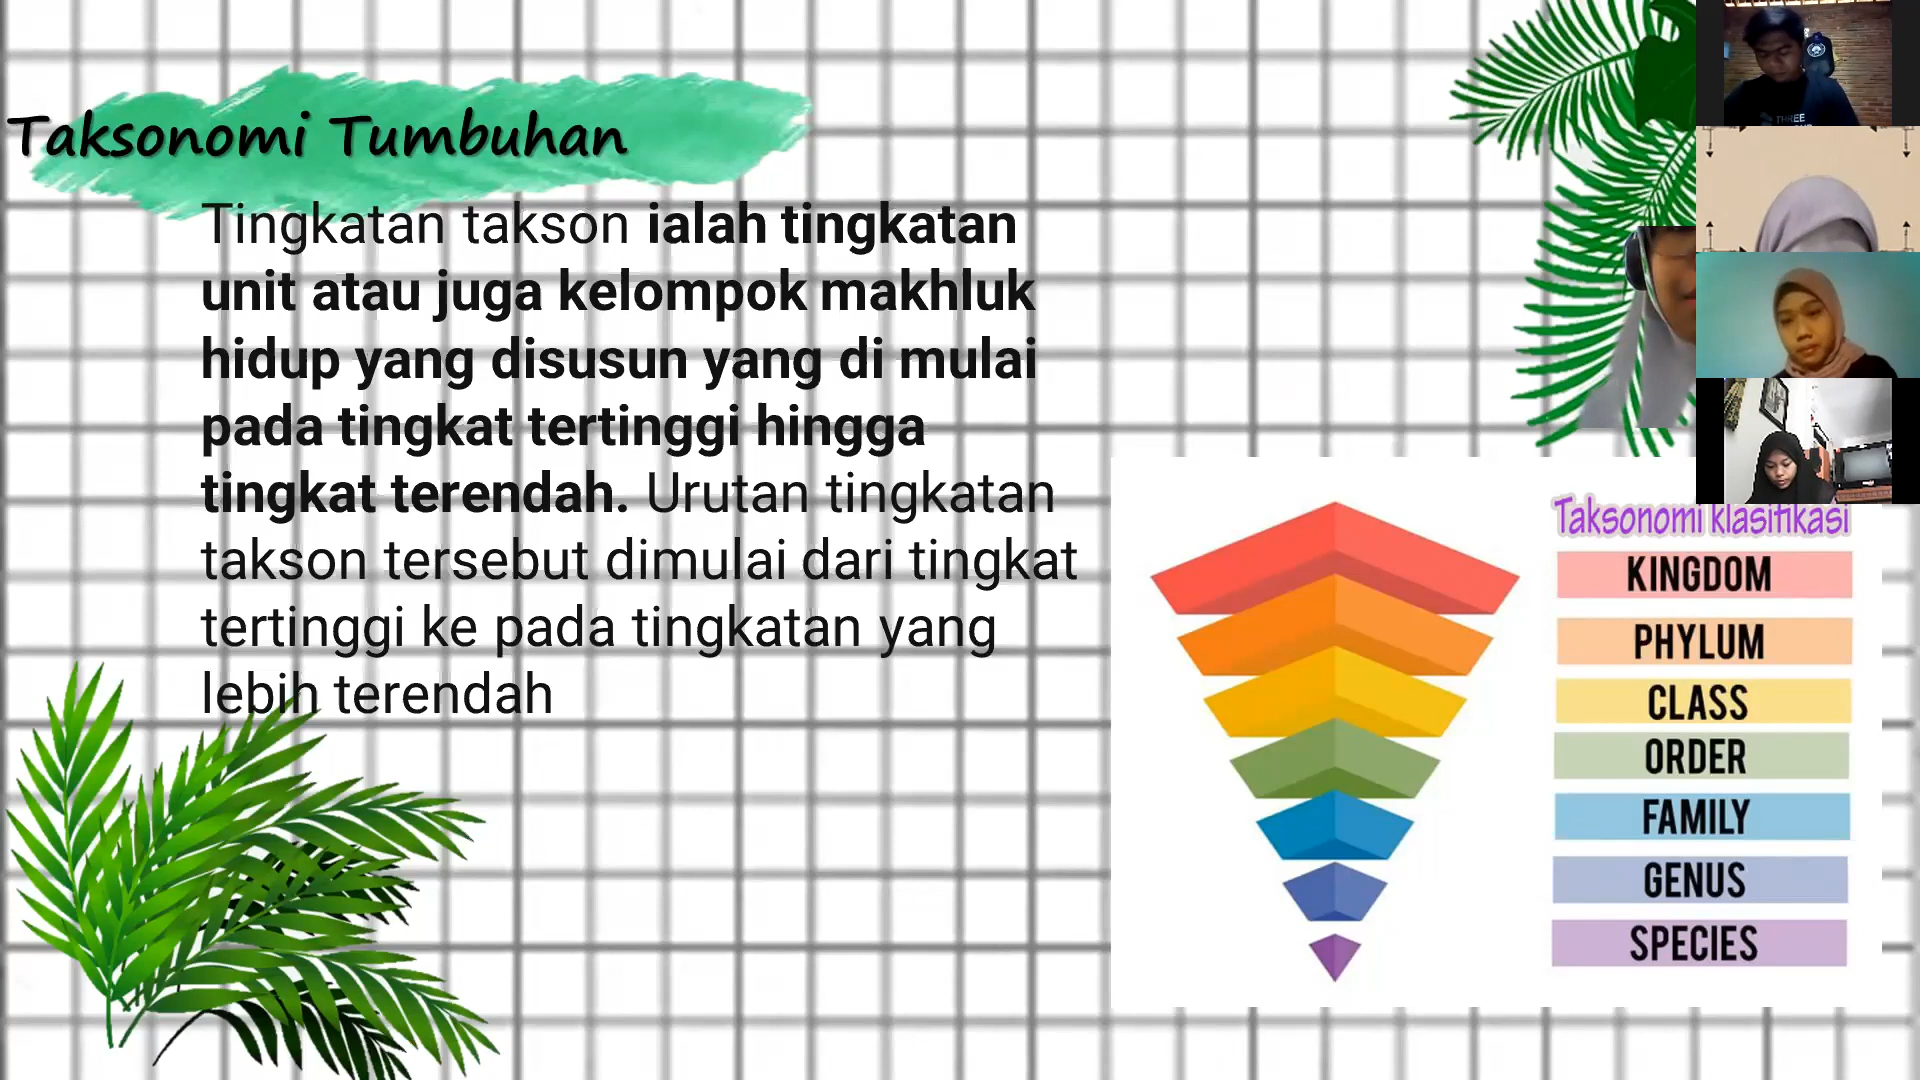 Taksonomi Tumbuhan
Tingkatan takson ialah tingkatan
unit atau juga kelompok makhluk
hidup yang disusun yang di mulai
pada tingkat tertinggi hingga
tingkat terendah. Urutan tingkatan
takson tersebut dimulai dari tingkat
tertinggi ke pada tingkatan yang
lebih terendah
Taksonomi klasifikasi
KINGDOM
PHYLUM
CLASS
ORDER
FAMILY
GENUS
SPECIES
THREE